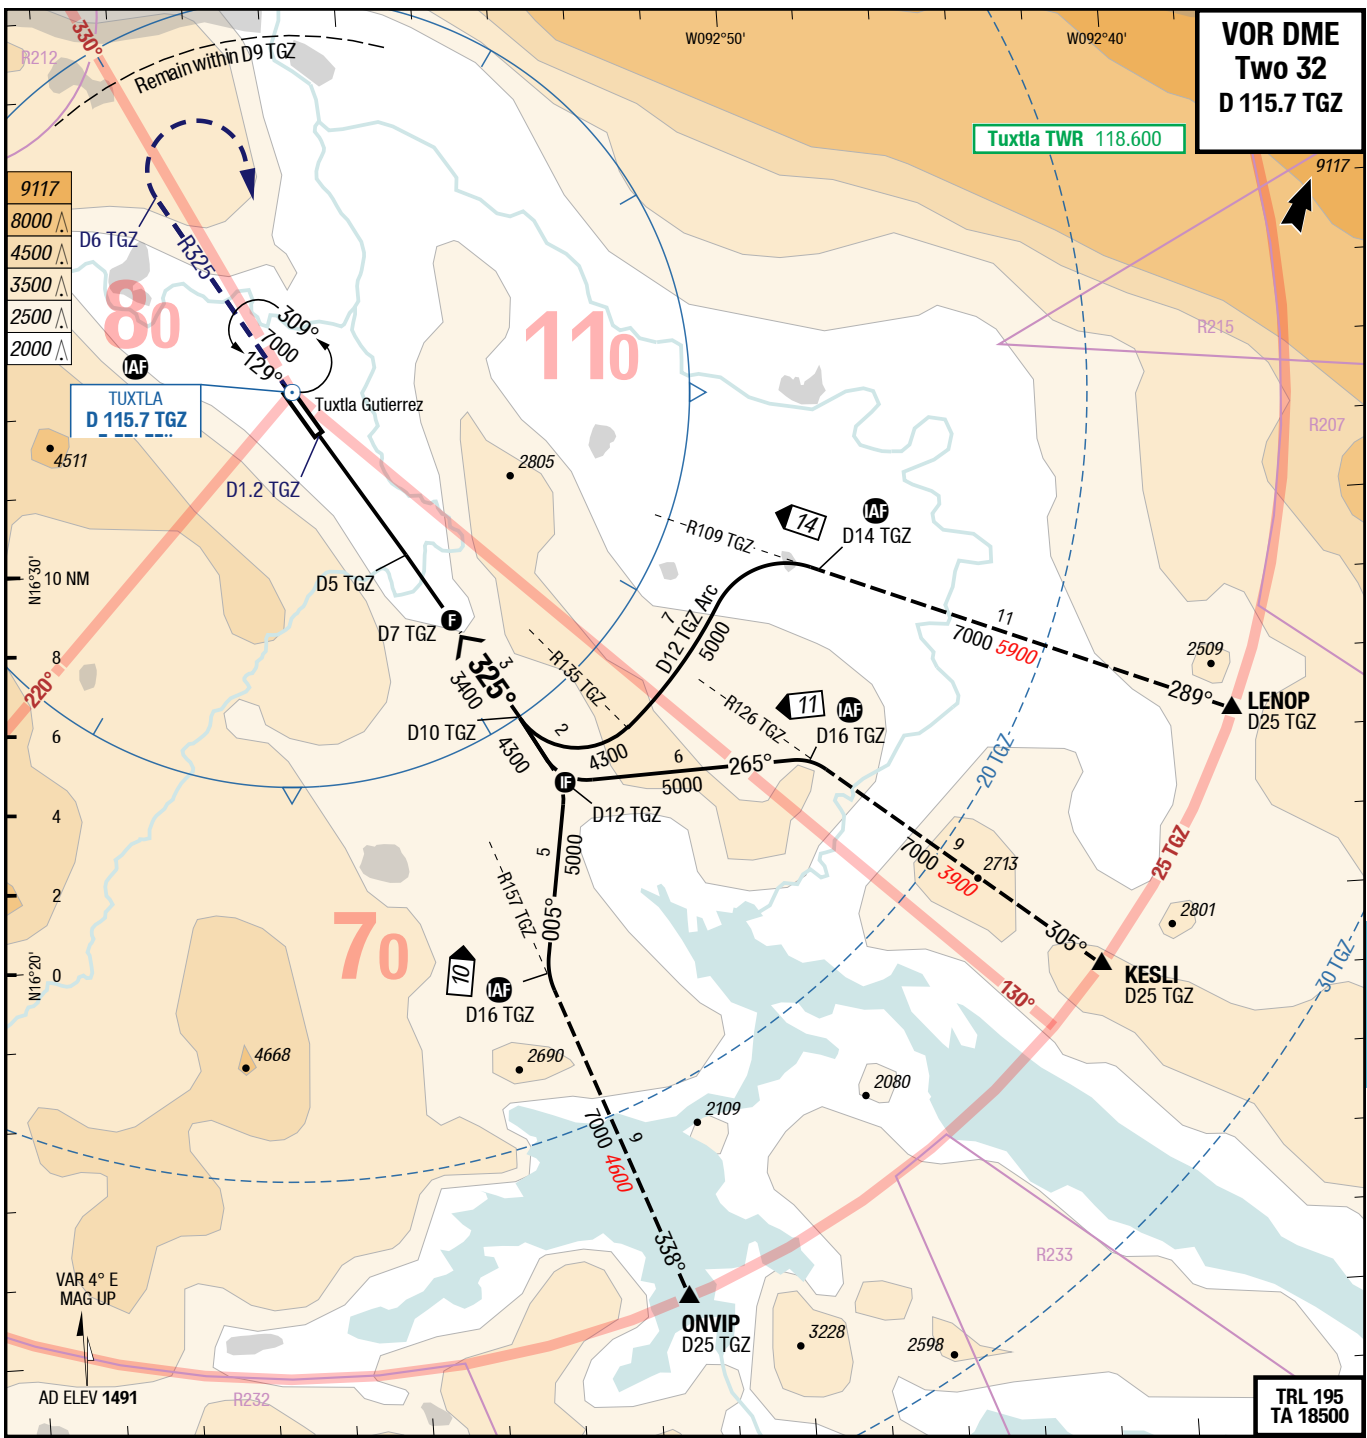 VOR DME
Two 32
D 115.7 TGZ
W092°50'
W092°40'
330°
R212
Remain within D9 TGZ
Tuxtla TWR 118.600
9117
9117
8000
4500
3500
2500
2000
D6 TGZ
R325
80
110
R215
309°
7000
129°
IAF
TUXTLA
D 115.7 TGZ
Tuxtla Gutierrez
R207
4511
2805
D1.2 TGZ
14
IAF
D14 TGZ
R109 TGZ
N16°30'
10 NM
D5 TGZ
F
D7 TGZ
7
D12 TGZ Arc
5000
11
7000 5900
2509
289°
LENOP
D25 TGZ
8
220°
3
325°
3400
R135 TGZ
R126 TGZ
11
IAF
D16 TGZ
6
D10 TGZ
2
4300
4300
6
265°
5000
20 TGZ
IF
D12 TGZ
4
5
5000
9
7000 3900
2713
25 TGZ
2
R157 TGZ
005°
70
2801
305°
30 TGZ
N16°20'
0
10
IAF
D16 TGZ
KESLI
D25 TGZ
130°
4668
2690
2080
2109
9
7000 4600
338°
R233
VAR 4° E
MAG UP
ONVIP
D25 TGZ
3228
2598
AD ELEV 1491
R232
TRL 195
TA 18500